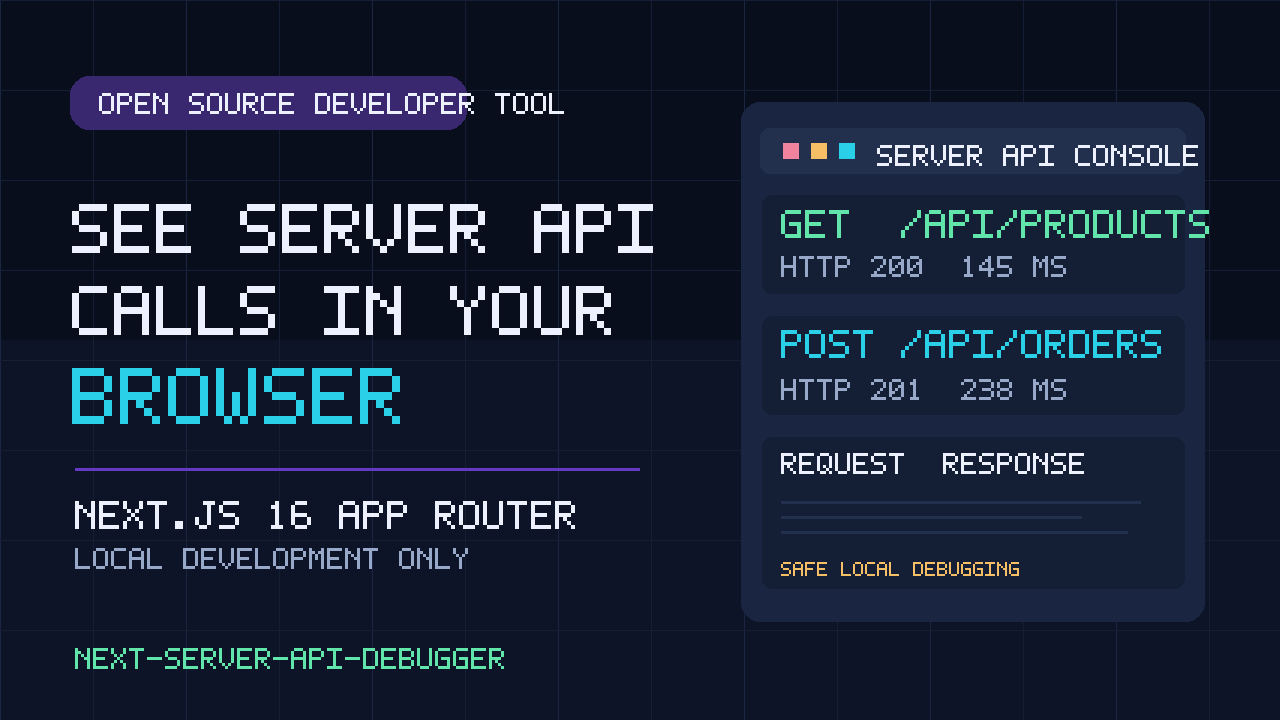 OPEN SOURCE DEVELOPER TOOL
SEE SERVER API
CALLS IN YOUR
BROWSER
NEXT.JS 16 APP ROUTER
LOCAL DEVELOPMENT ONLY
NEXT-SERVER-API-DEBUGGER
SERVER API CONSOLE
GET /API/PRODUCTS
HTTP 200 145 MS
POST /API/ORDERS
HTTP 201 238 MS
REQUEST RESPONSE
SAFE LOCAL DEBUGGING